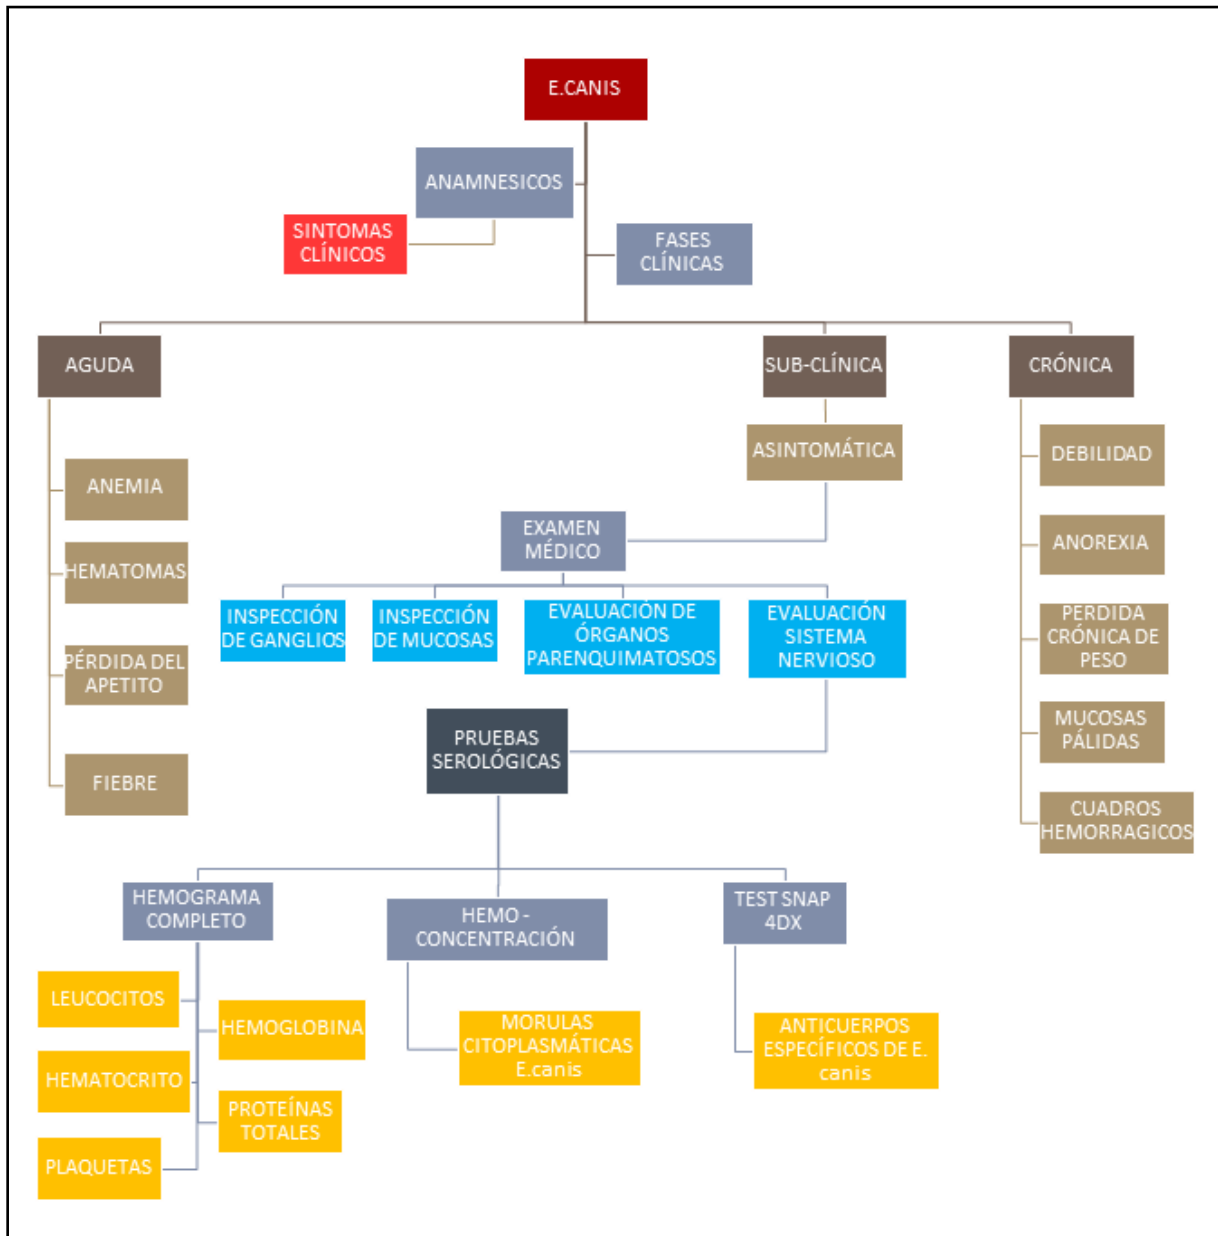 E.CANIS
ANAMNESICOS
SINTOMAS
CLÍNICOS
FASES
CLÍNICAS
AGUDA
SUB-CLÍNICA
CRÓNICA
ANEMIA
HEMATOMAS
PÉRDIDA DEL
APETITO
FIEBRE
ASINTOMÁTICA
DEBILIDAD
ANOREXIA
PERDIDA
CRÓNICA DE
PESO
MUCOSAS
PÁLIDAS
CUADROS
HEMORRAGICOS
EXAMEN
MÉDICO
INSPECCIÓN
DE GANGLIOS
INSPECCIÓN
DE MUCOSAS
EVALUACIÓN DE
ÓRGANOS
PARENQUIMATOSOS
EVALUACIÓN
SISTEMA
NERVIOSO
PRUEBAS
SEROLÓGICAS
HEMOGRAMA
COMPLETO
HEMO -
CONCENTRACIÓN
TEST SNAP
4DX
LEUCOCITOS
HEMOGLOBINA
HEMATOCRITO
PROTEÍNAS
TOTALES
PLAQUETAS
MORULAS
CITOPLASMÁTICAS
E.canis
ANTICUERPOS
ESPECÍFICOS DE E.
canis